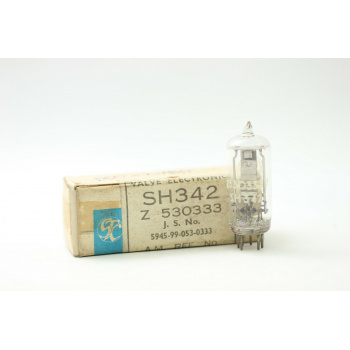 VALVE ELECTRONIC
SH342
Z 530333
J. S. No.
5945-99-053-0333
A.M. REF. No.